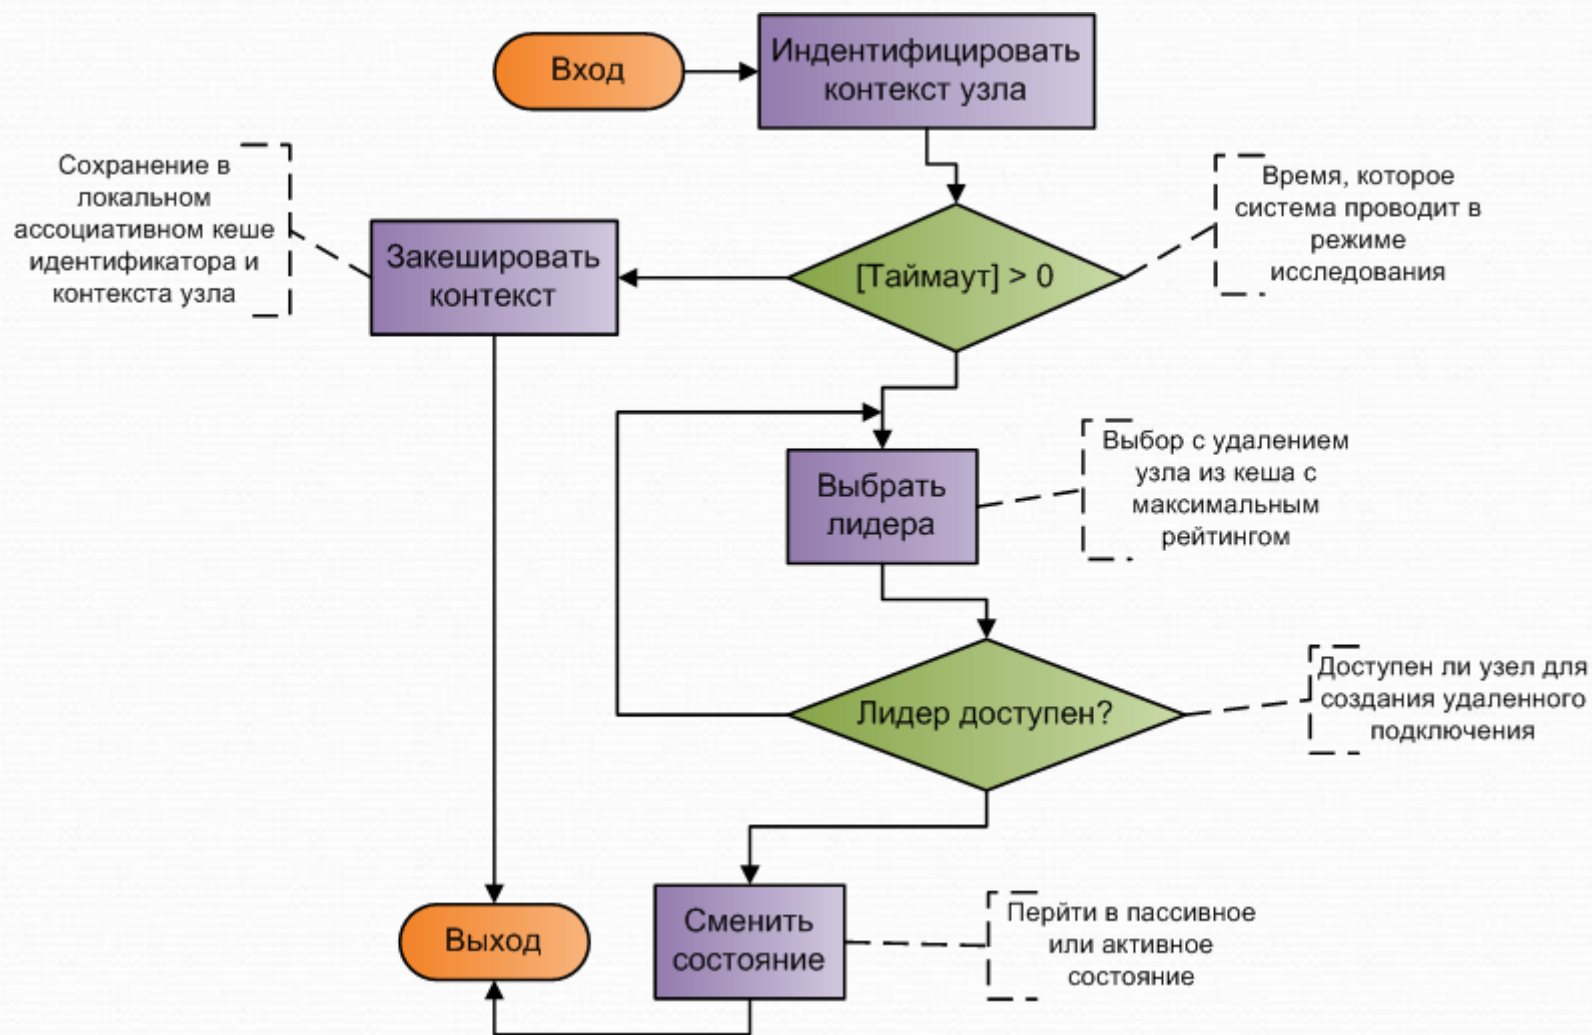 Вход
Индентифицировать
контекст узла
Сохранение в
локальном
ассоциативном кеше
идентификатора и
контекста узла
Закешировать
контекст
[Таймаут] > 0
Время, которое
система проводит в
режиме
исследования
Выбрать
лидера
Выбор с удалением
узла из кеша с
максимальным
рейтингом
Лидер доступен?
Доступен ли узел для
создания удаленного
подключения
Выход
Сменить
состояние
Перйти в пассивное
или активное
состояние